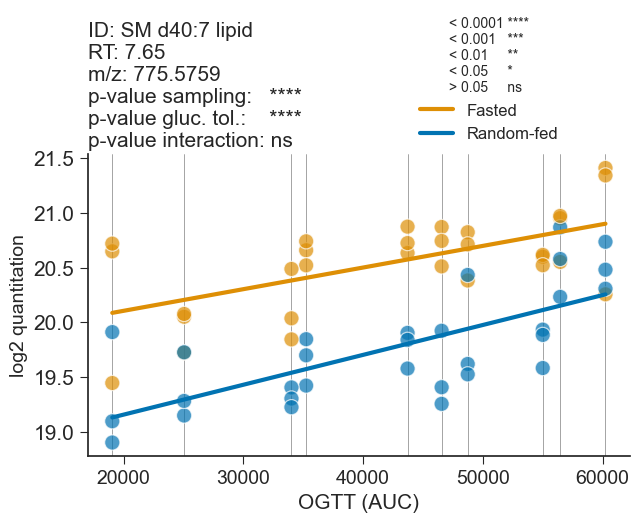 ID: SM d40:7 lipid
RT: 7.65
m/z: 775.5759
p-value sampling: ****
p-value gluc. tol.: ****
p-value interaction: ns
< 0.0001 ****
< 0.001 ***
< 0.01 **
< 0.05 *
> 0.05 ns
Fasted
Random-fed
21.5
21.0
20.5
20.0
19.5
19.0
log2 quantitation
20000 30000 40000 50000 60000
OGTT (AUC)